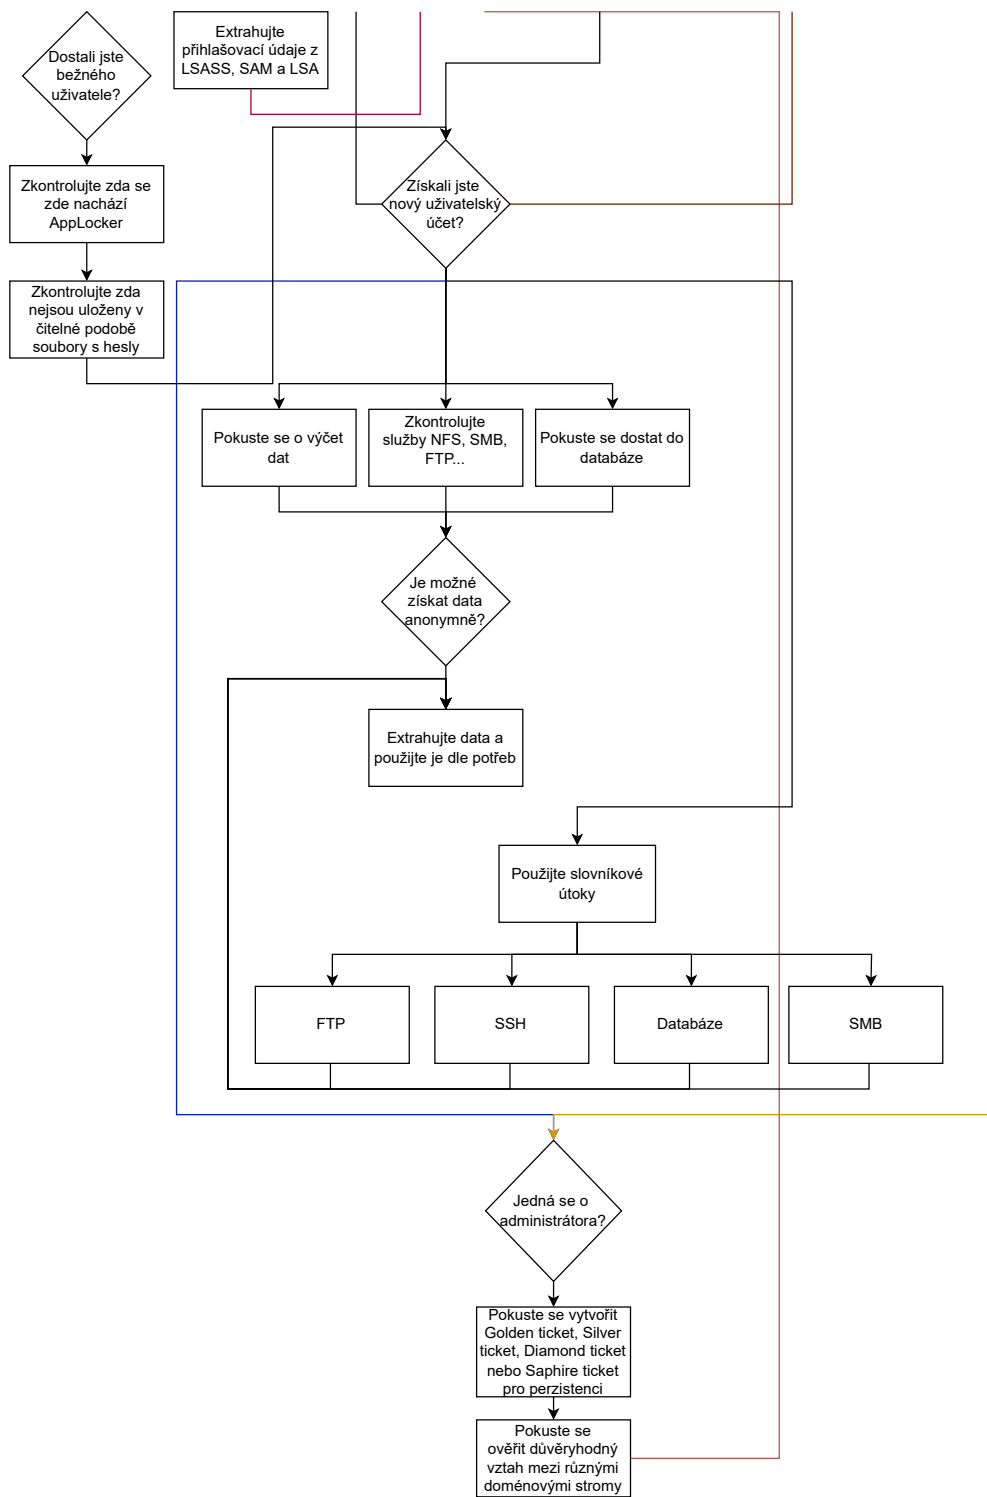 Dostali jste
bežného
uživatele?
Extrahujte
přihlašovací údaje z
LSASS, SAM a LSA
Zkontrolujte zda se
zde nachází
AppLocker
Získali jste
nový uživatelský
účet?
Zkontrolujte zda
nejsou uloženy v
čitelné podobě
soubory s hesly
Pokuste se o výčet
dat
Zkontrolujte
služby NFS, SMB,
FTP...
Pokuste se dostat do
databáze
Je možné
získat data
anonymně?
Extrahujte data a
použijte je dle potřeb
Použijte slovníkové
útoky
FTP
SSH
Databáze
SMB
Jedná se o
administrátora?
Pokuste se vytvořit
Golden ticket, Silver
ticket, Diamond ticket
nebo Saphire ticket
pro perzistenci
Pokuste se
ověřit důvěryhodný
vztah mezi různými
doménovými stromy